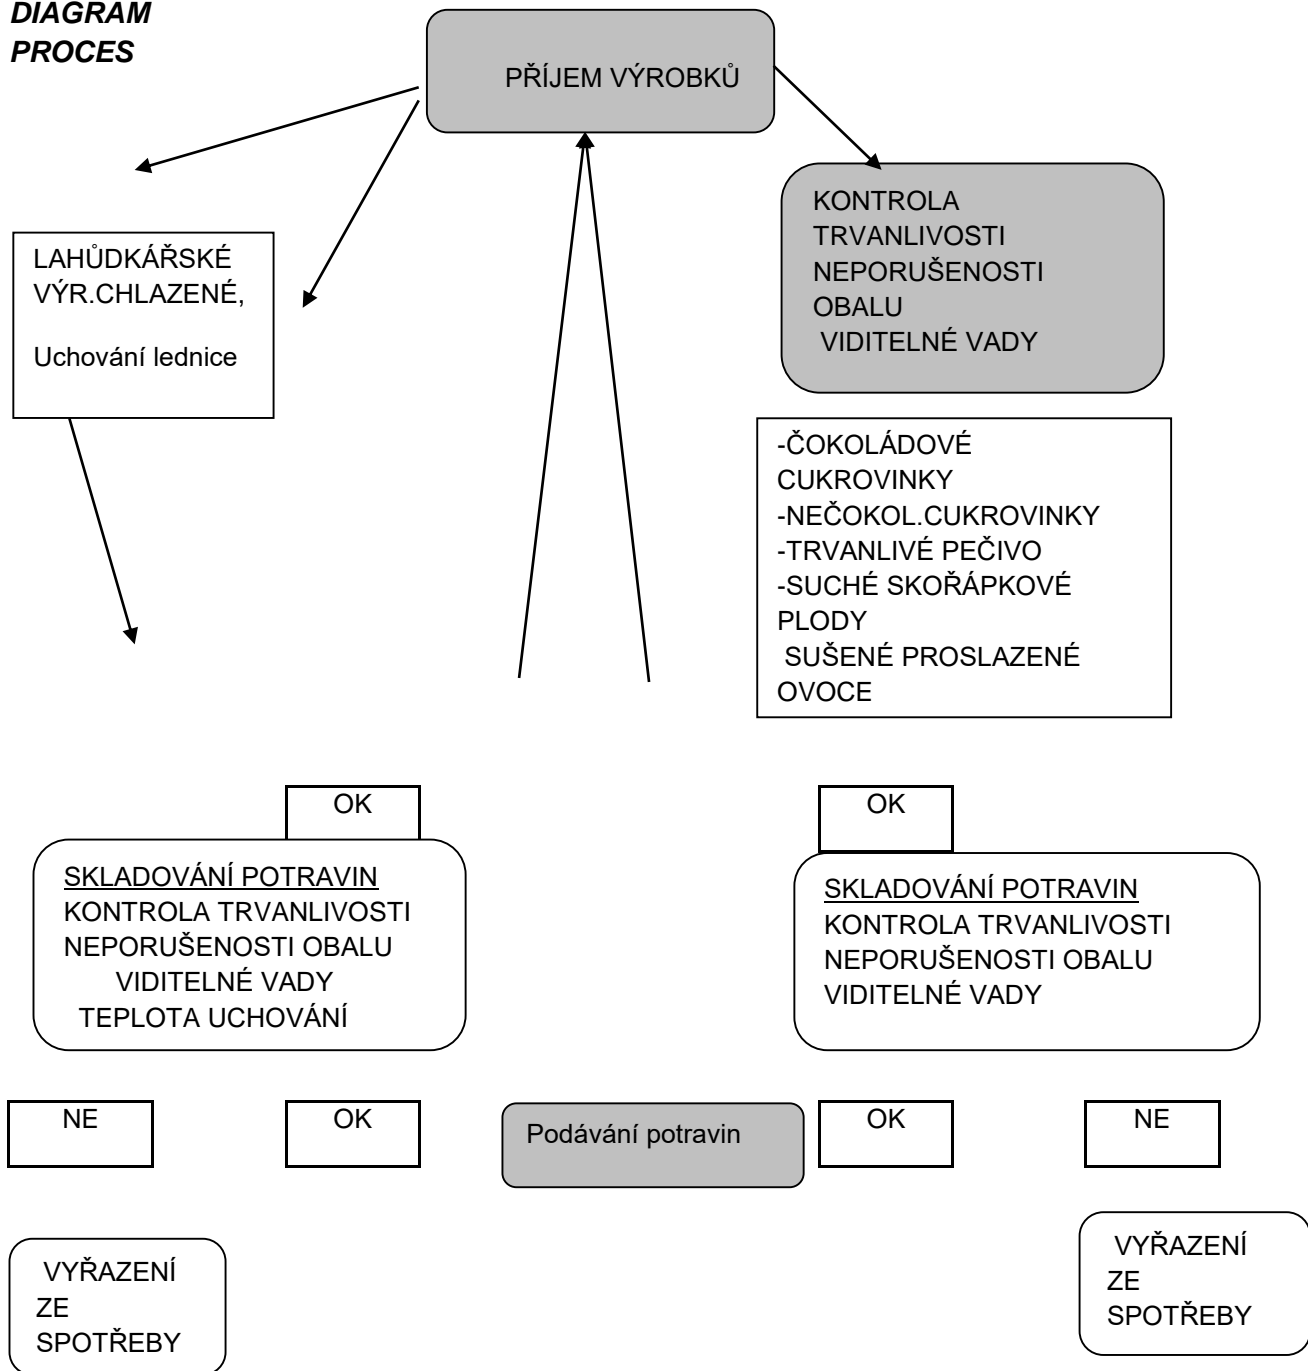 DIAGRAM
PROCES
PŘÍJEM VÝROBKŮ
KONTROLA
TRVANLIVOSTI
NEPORUŠENOSTI
OBALU
VIDITELNÉ VADY
LAHŮDKÁŘSKÉ
VÝR.CHLAZENÉ,
Uchování lednice
-ČOKOLÁDOVÉ
CUKROVINKY
-NEČOKOL.CUKROVINKY
-TRVANLIVÉ PEČIVO
-SUCHÉ SKOŘÁPKOVÉ
PLODY
SUŠENÉ PROSLAZENÉ
OVOCE
OK
OK
SKLADOVÁNÍ POTRAVIN
KONTROLA TRVANLIVOSTI
NEPORUŠENOSTI OBALU
VIDITELNÉ VADY
TEPLOTA UCHOVÁNÍ
SKLADOVÁNÍ POTRAVIN
KONTROLA TRVANLIVOSTI
NEPORUŠENOSTI OBALU
VIDITELNÉ VADY
NE
OK
Podávání potravin
OK
NE
VYŘAZENÍ
ZE
SPOTŘEBY
VYŘAZENÍ
ZE
SPOTŘEBY